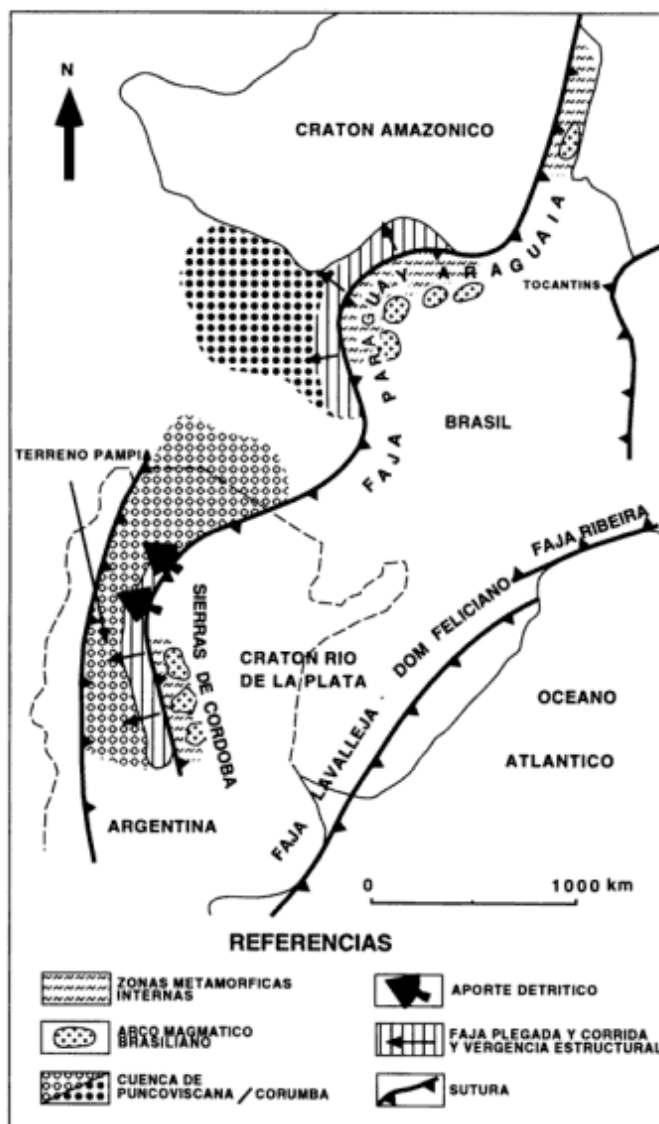 N
CRATON AMAZONICO
FAJA PARAGUAY ARAGUAIA
TOCANTINS
BRASIL
TERRENO PAMPIA
SIERRAS DE CORDOBA
CRATON RIO
DE LA PLATA
FAJA LAVALLEJA DOM FELICIANO FAJA RIBEIRA
OCEANO
ATLANTICO
ARGENTINA
0 1000 km
REFERENCIAS
ZONAS METAMORFICAS
INTERNAS
ARCO MAGMATICO
BRASILIANO
CUENCA DE
PUNCOVISCANA / CORUMBA
APORTE DETRITICO
FAJA PLEGADA Y CORRIDA
Y VERGENCIA ESTRUCTURAL
SUTURA